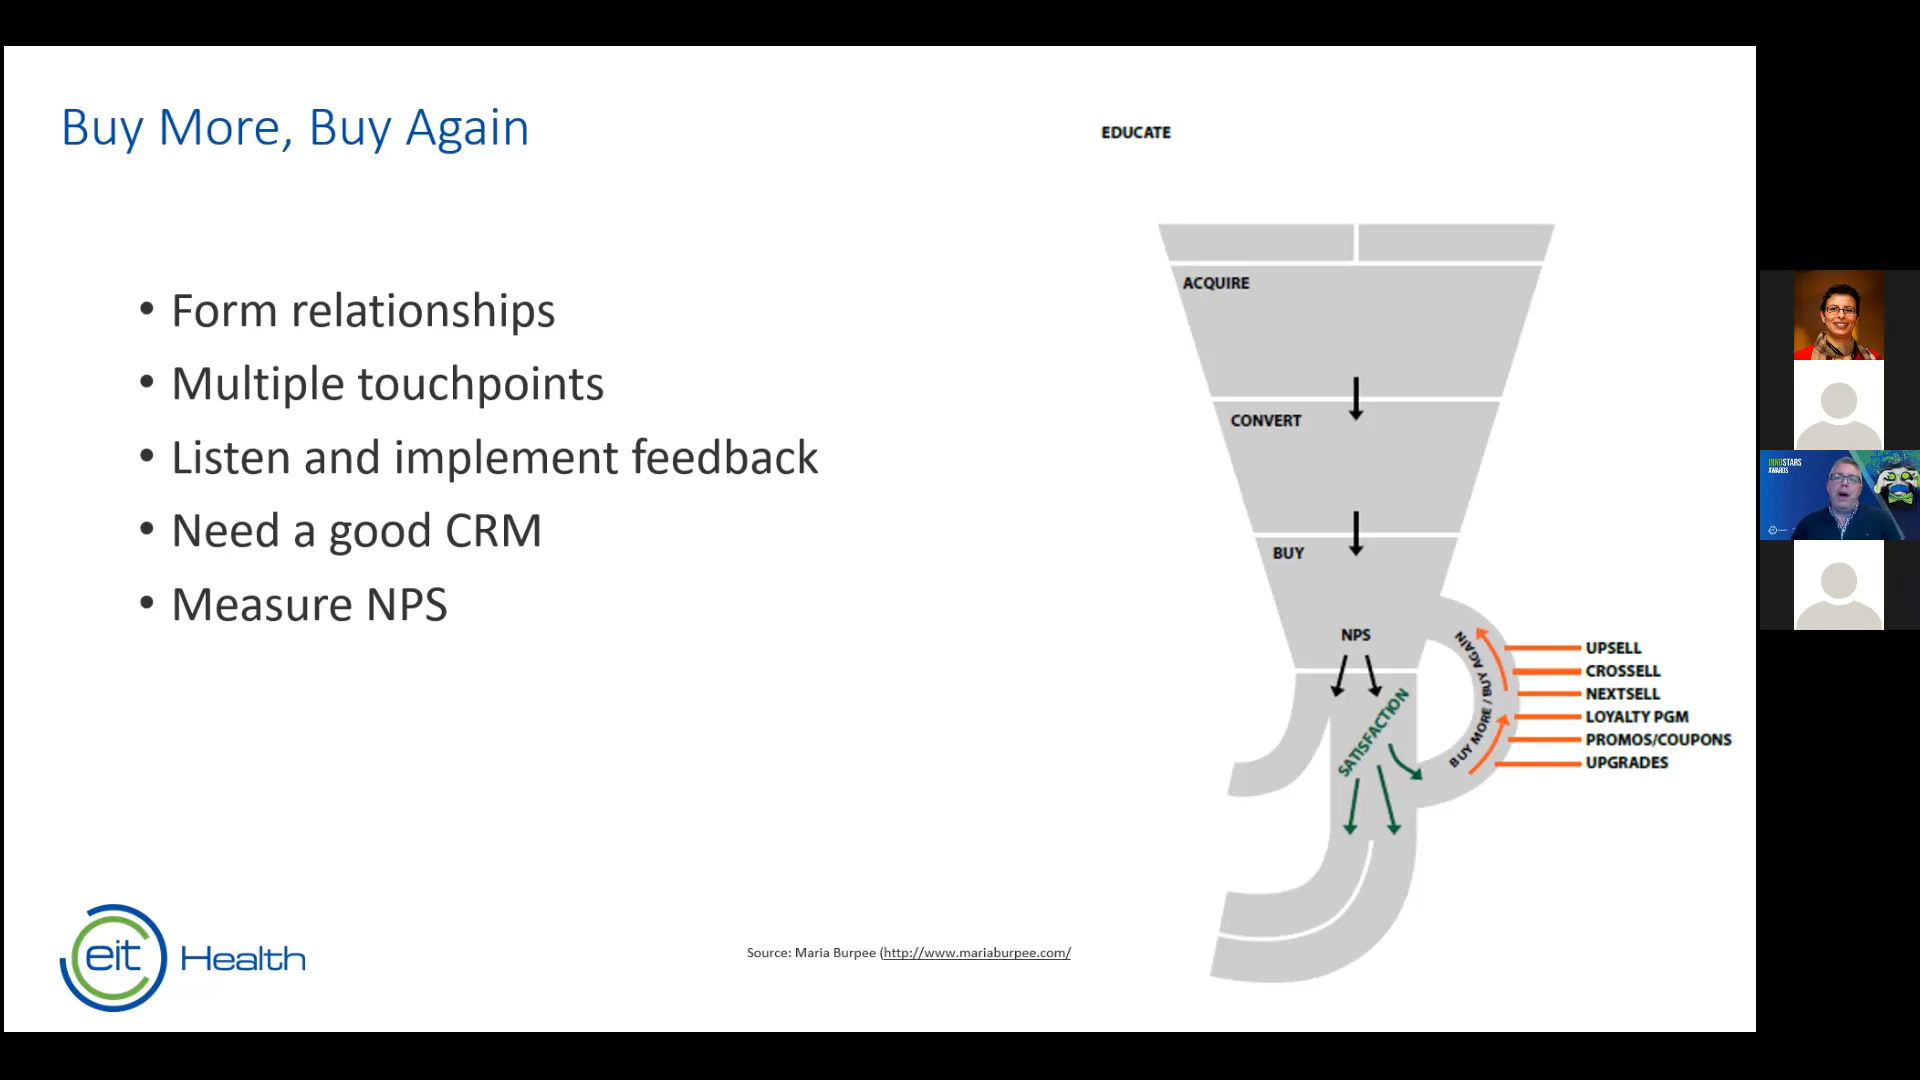 Buy More, Buy Again
• Form relationships
• Multiple touchpoints
• Listen and implement feedback
• Need a good CRM
• Measure NPS
EDUCATE
ACQUIRE
CONVERT
BUY
NPS
SATISFACTION
BUY MORE / BUY AGAIN
UPSELL
CROSSELL
NEXTSELL
LOYALTY PGM
PROMOS/COUPONS
UPGRADES
Source: Maria Burpee (http://www.mariaburpee.com/
eit Health
INNOSTARS
AWARDS